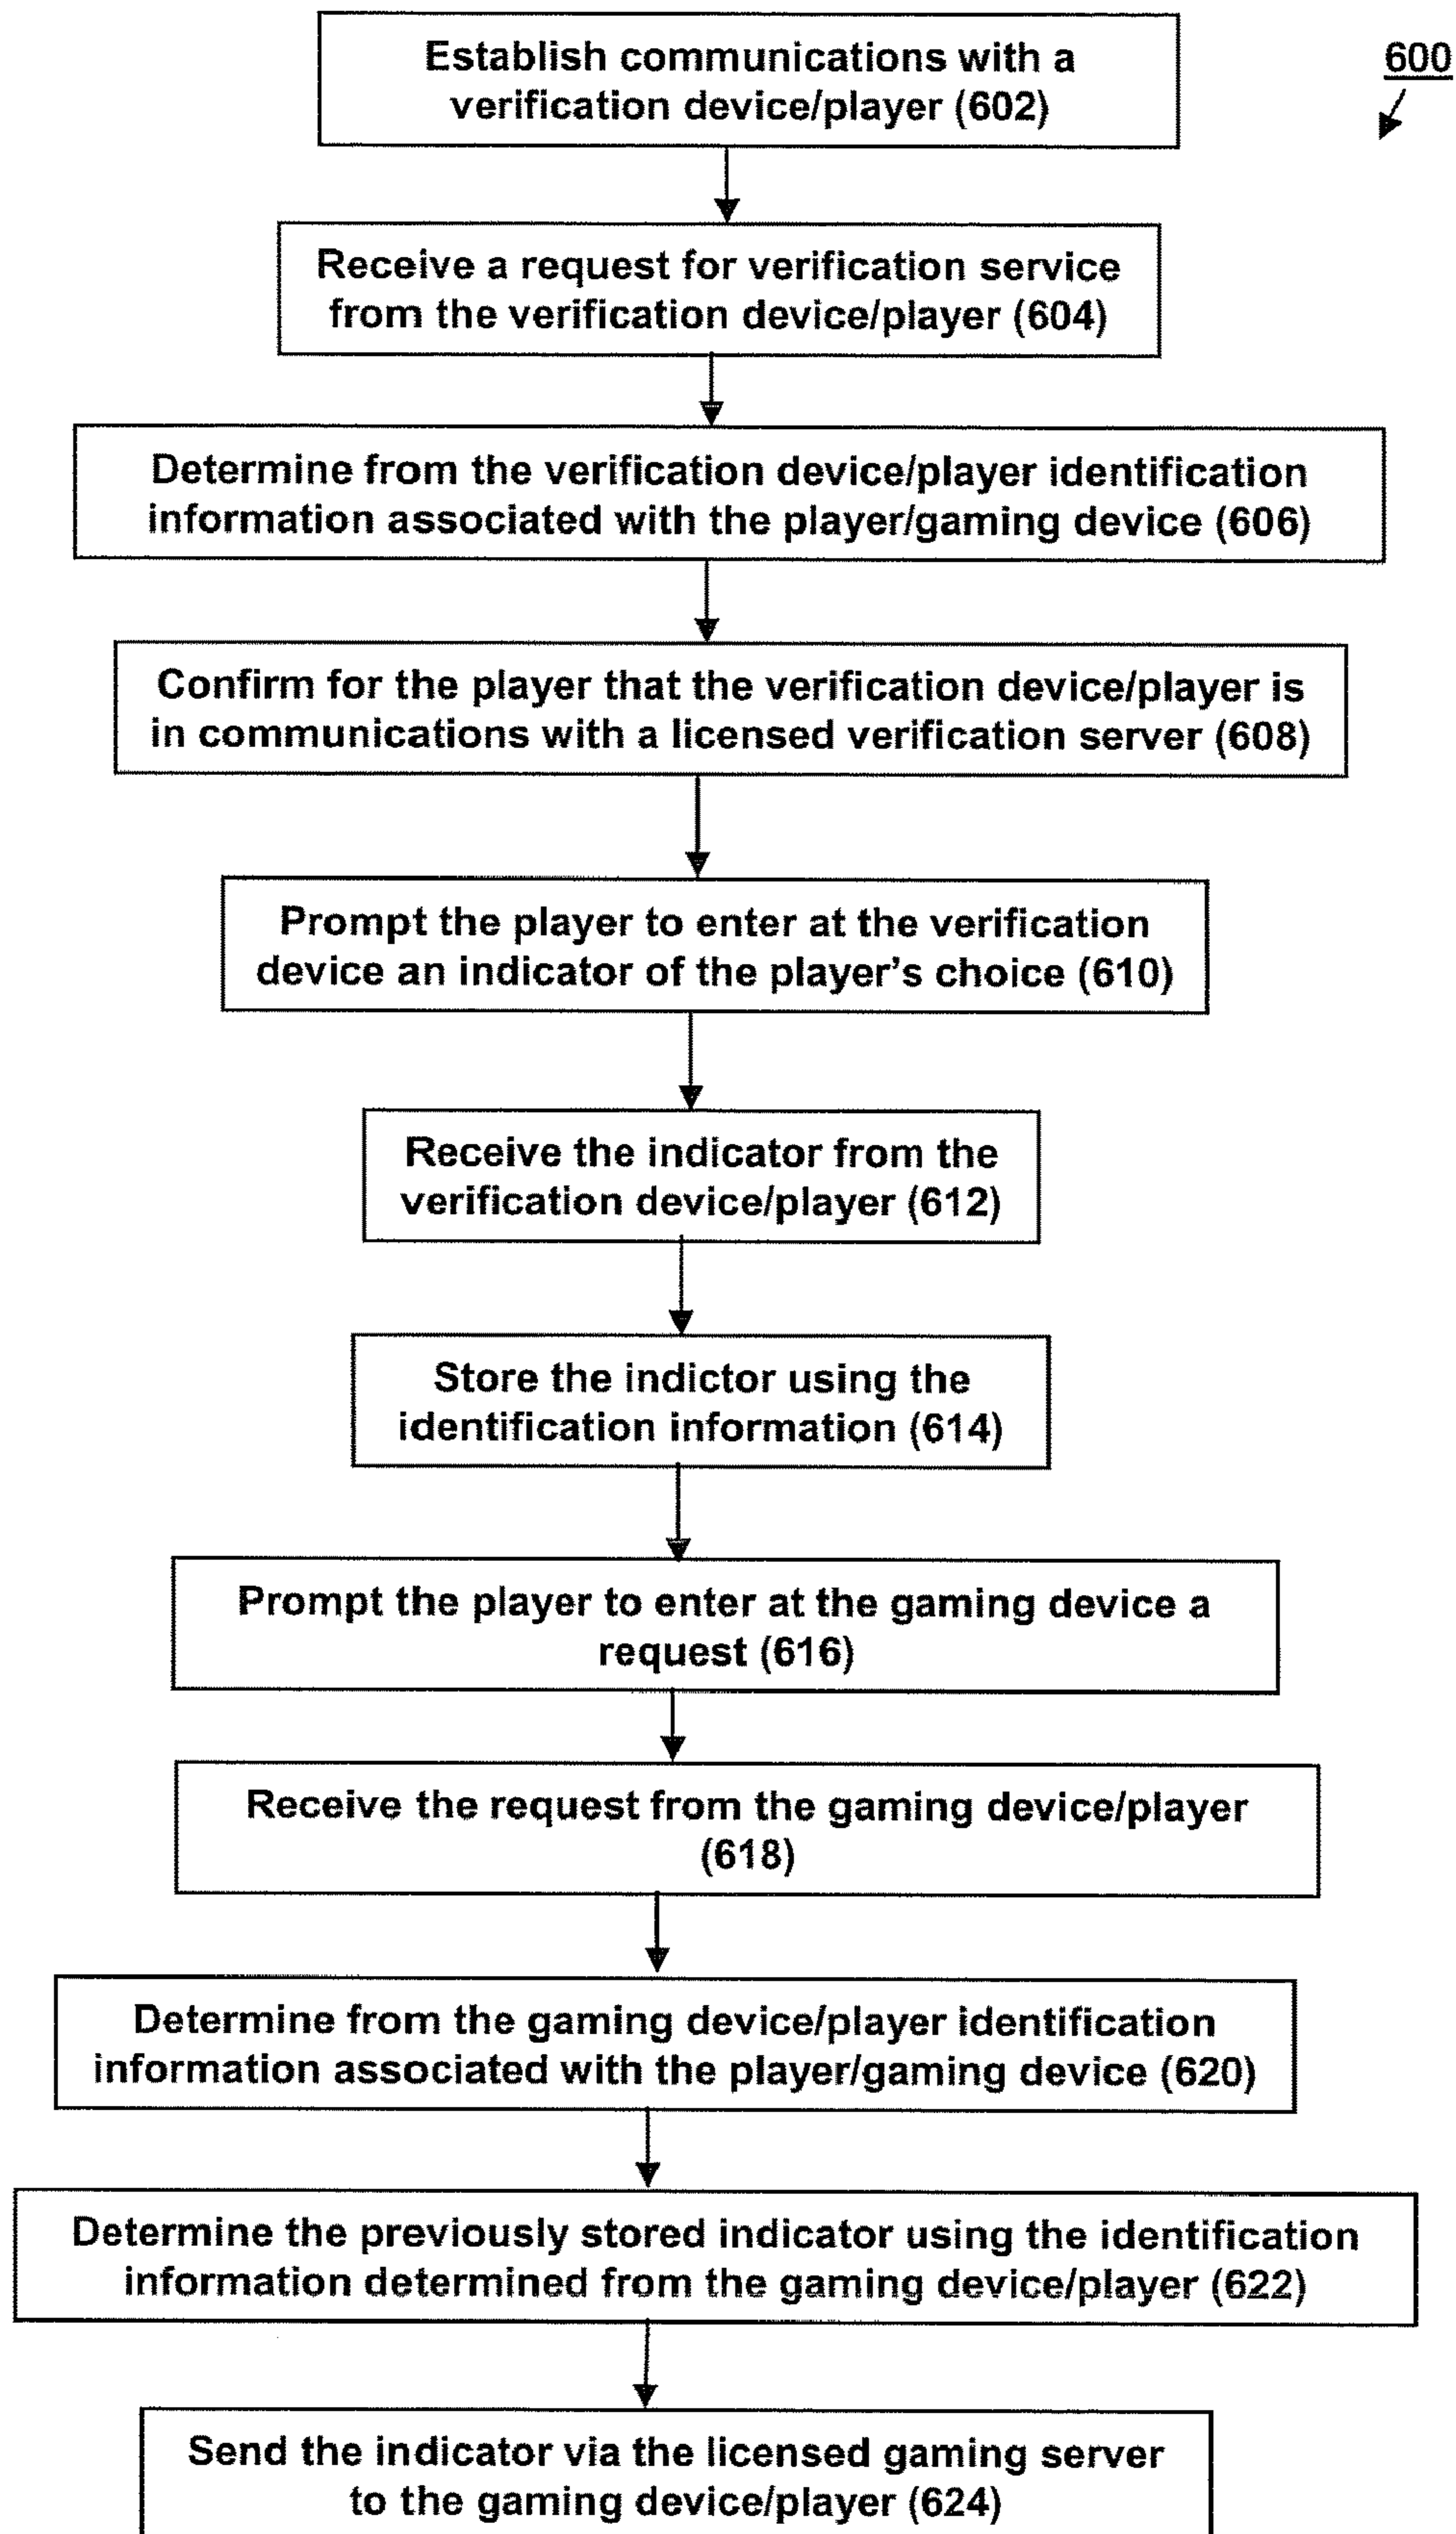 600
Establish communications with a
verification device/player (602)
Receive a request for verification service
from the verification device/player (604)
Determine from the verification device/player identification
information associated with the player/gaming device (606)
Confirm for the player that the verification device/player is
in communications with a licensed verification server (608)
Prompt the player to enter at the verification
device an indicator of the player's choice (610)
Receive the indicator from the
verification device/player (612)
Store the indictor using the
identification information (614)
Prompt the player to enter at the gaming device a
request (616)
Receive the request from the gaming device/player
(618)
Determine from the gaming device/player identification
information associated with the player/gaming device (620)
Determine the previously stored indicator using the identification
information determined from the gaming device/player (622)
Send the indicator via the licensed gaming server
to the gaming device/player (624)